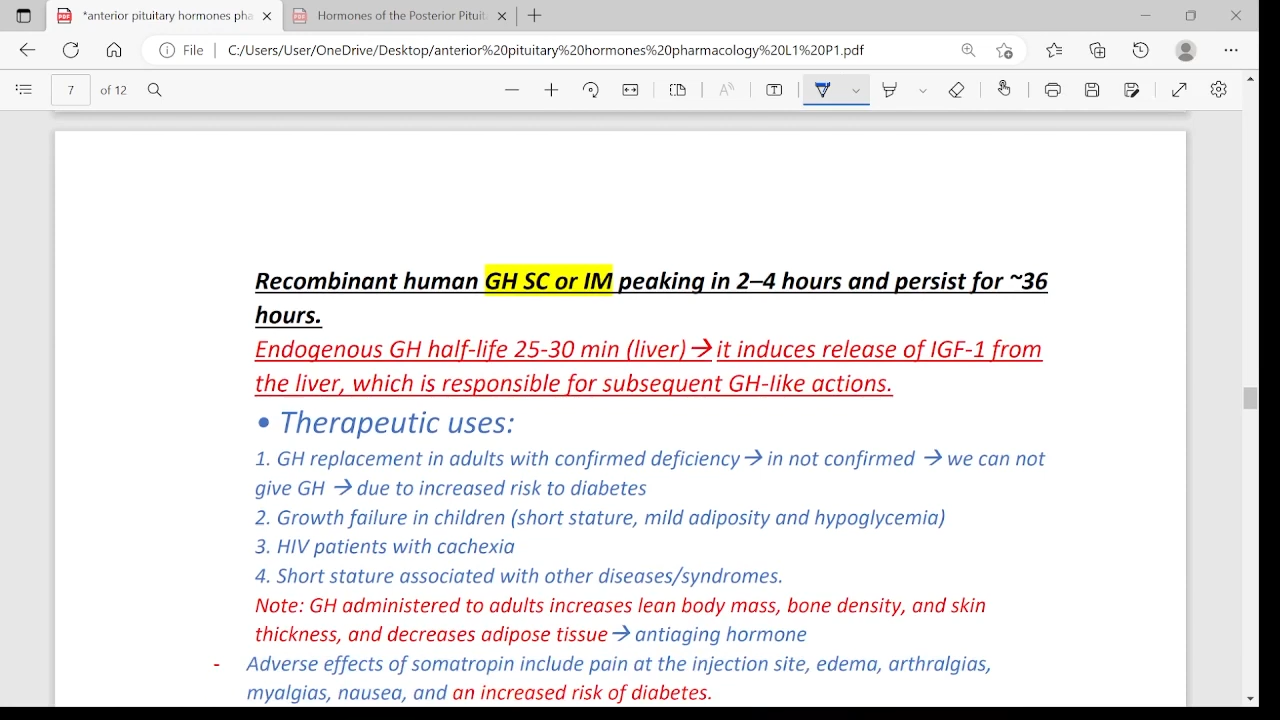 *anterior pituitary hormones pha
Hormones of the Posterior Pituit
File
C:/Users/User/OneDrive/Desktop/anterior%20pituitary%20hormones%20pharmacology%20L1%20P1.pdf
7 of 12
Recombinant human GH SC or IM peaking in 2–4 hours and persist for ~36
hours.
Endogenous GH half-life 25-30 min (liver)→ it induces release of IGF-1 from
the liver, which is responsible for subsequent GH-like actions.
• Therapeutic uses:
1. GH replacement in adults with confirmed deficiency→ in not confirmed → we can not
give GH → due to increased risk to diabetes
2. Growth failure in children (short stature, mild adiposity and hypoglycemia)
3. HIV patients with cachexia
4. Short stature associated with other diseases/syndromes.
Note: GH administered to adults increases lean body mass, bone density, and skin
thickness, and decreases adipose tissue→ antiaging hormone
- Adverse effects of somatropin include pain at the injection site, edema, arthralgias,
myalgias, nausea, and an increased risk of diabetes.